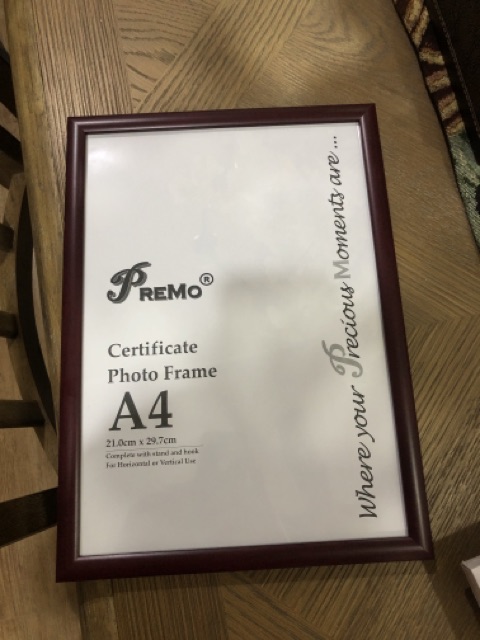 PREMO®
Certificate
Photo Frame
A4
21.0cm x 29.7cm
Complete with stand and hook
For Horizontal or Vertical Use
Where your Precious Moments are ...